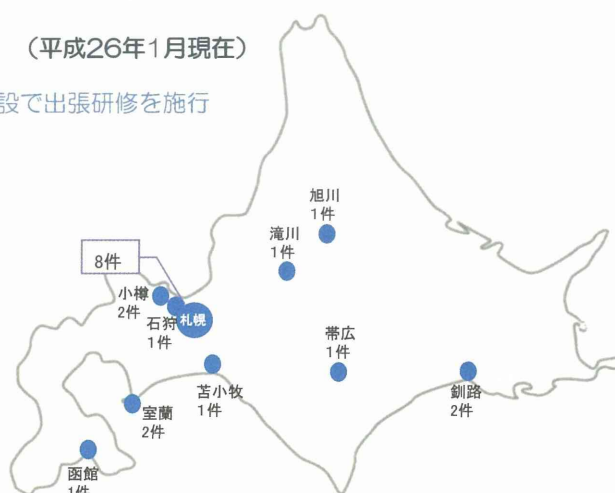 （平成26年1月現在）
設で出張研修を施行
旭川
1件
滝川
1件
8件
小樽
2件
石狩
1件
札幌
帯広
1件
苫小牧
1件
釧路
2件
室蘭
2件
函館
1件